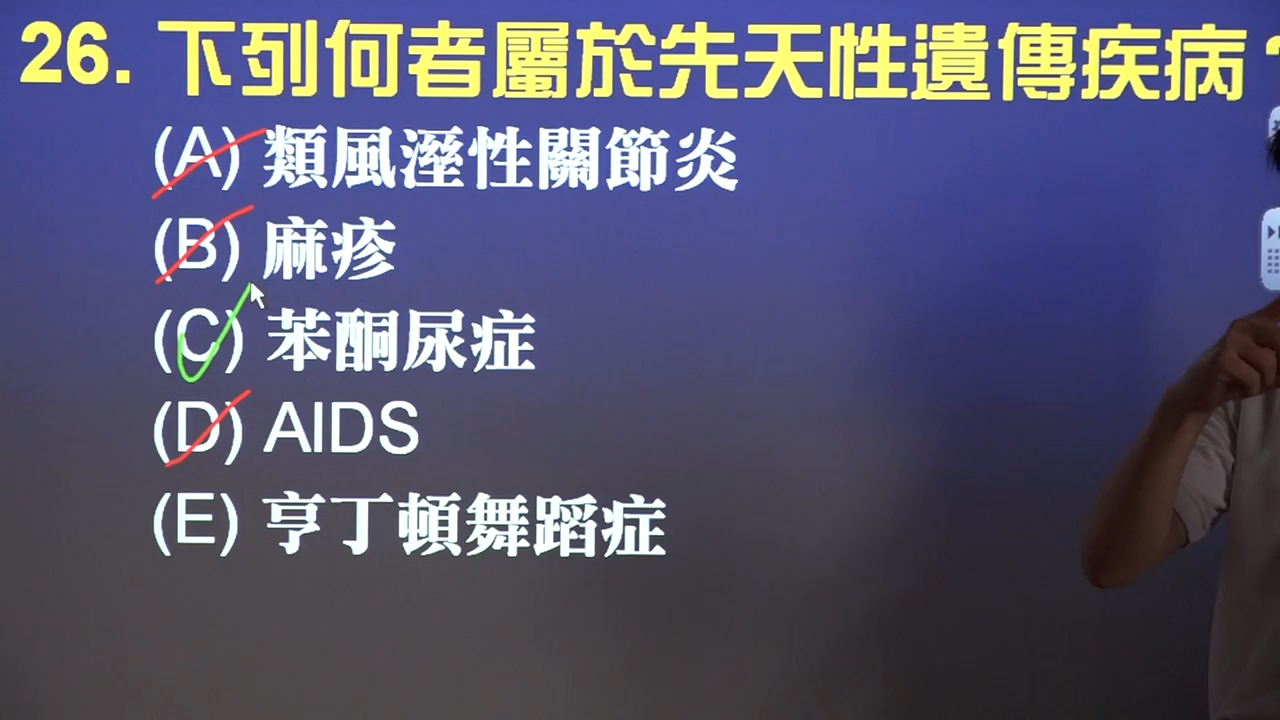 26. 下列何者屬於先天性遺傳疾病?
(A) 類風溼性關節炎
(B) 麻疹
(C) 苯酮尿症
(D) AIDS
(E) 亨丁頓舞蹈症